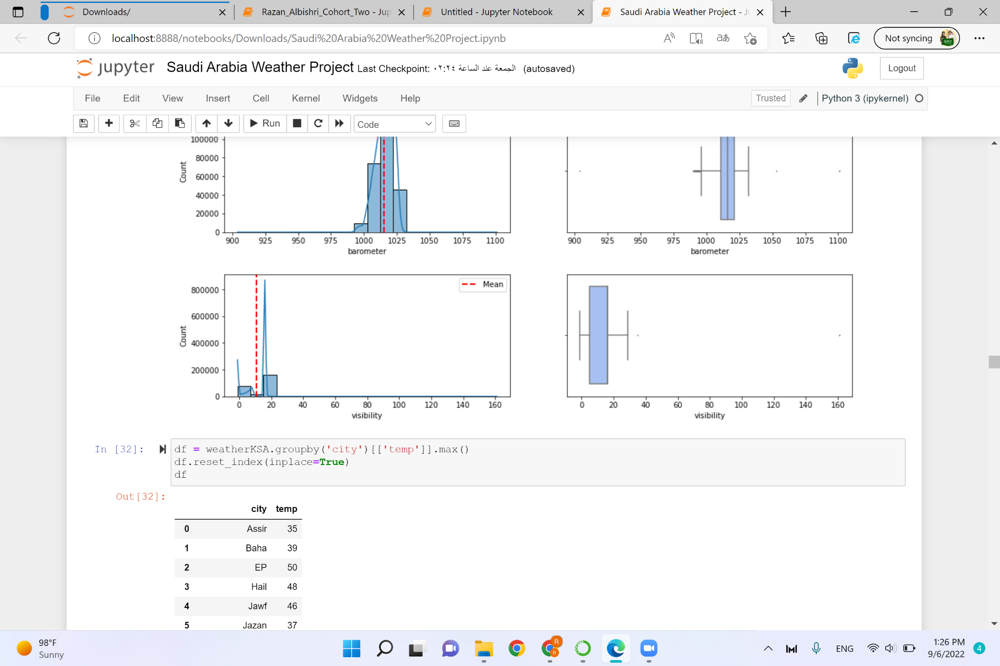 Downloads/
Razan_Albishri_Cohort_Two - Jup
Untitled - Jupyter Notebook
Saudi Arabia Weather Project - Ju
localhost:8888/notebooks/Downloads/Saudi%20Arabia%20Weather%20Project.ipynb
Not syncing
jupyter Saudi Arabia Weather Project Last Checkpoint: الجمعة عند الساعة ٠٢:٢٤ (autosaved)
Logout
File Edit View Insert Cell Kernel Widgets Help
Trusted
Python 3 (ipykernel)
Run
Code
100000
80000
60000
40000
20000
0
Count
900 925 950 975 1000 1025 1050 1075 1100
barometer
900 925 950 975 1000 1025 1050 1075 1100
barometer
Mean
800000
600000
400000
200000
0
Count
0 20 40 60 80 100 120 140 160
visibility
0 20 40 60 80 100 120 140 160
visibility
In [32]:
df = weatherKSA.groupby('city')[['temp']].max()
df.reset_index(inplace=True)
df
Out[32]:
city temp
0 Assir 35
1 Baha 39
2 EP 50
3 Hail 48
4 Jawf 46
5 Jazan 37
98°F
Sunny
R
R
ENG
1:26 PM
9/6/2022
4